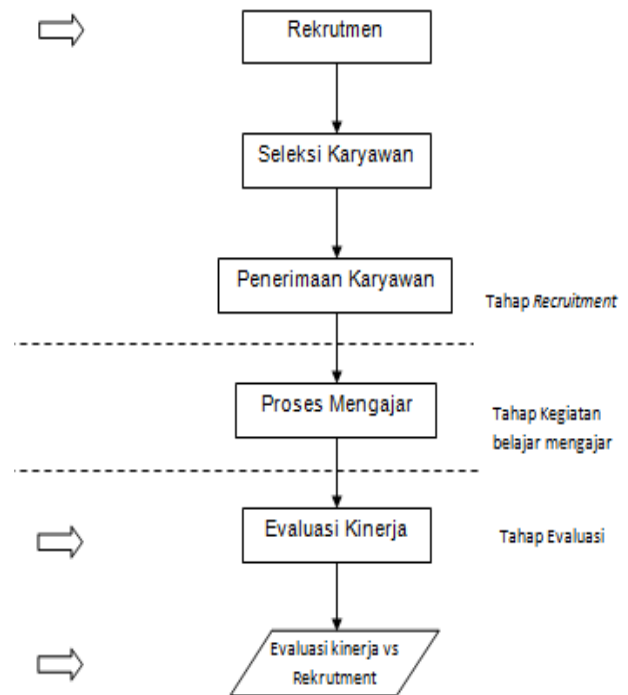 Rekrutmen
Seleksi Karyawan
Penerimaan Karyawan
Tahap Recruitment
Proses Mengajar
Tahap Kegiatan
belajar mengajar
Evaluasi Kinerja
Tahap Evaluasi
Evaluasi kinerja vs
Rekrutment